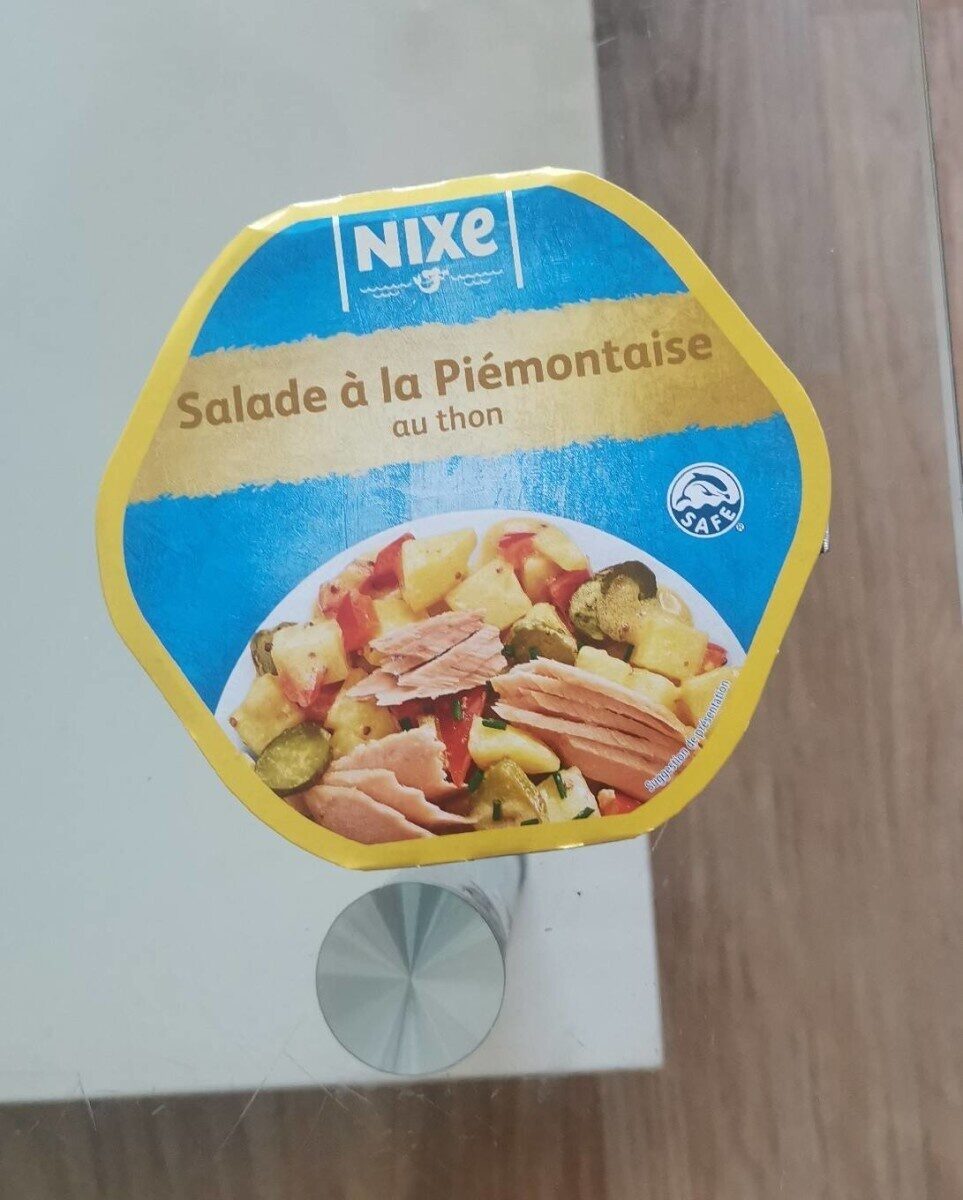 NIXe
Salade à la Piémontaise
au thon
SAFE®
Suggestion de présentation